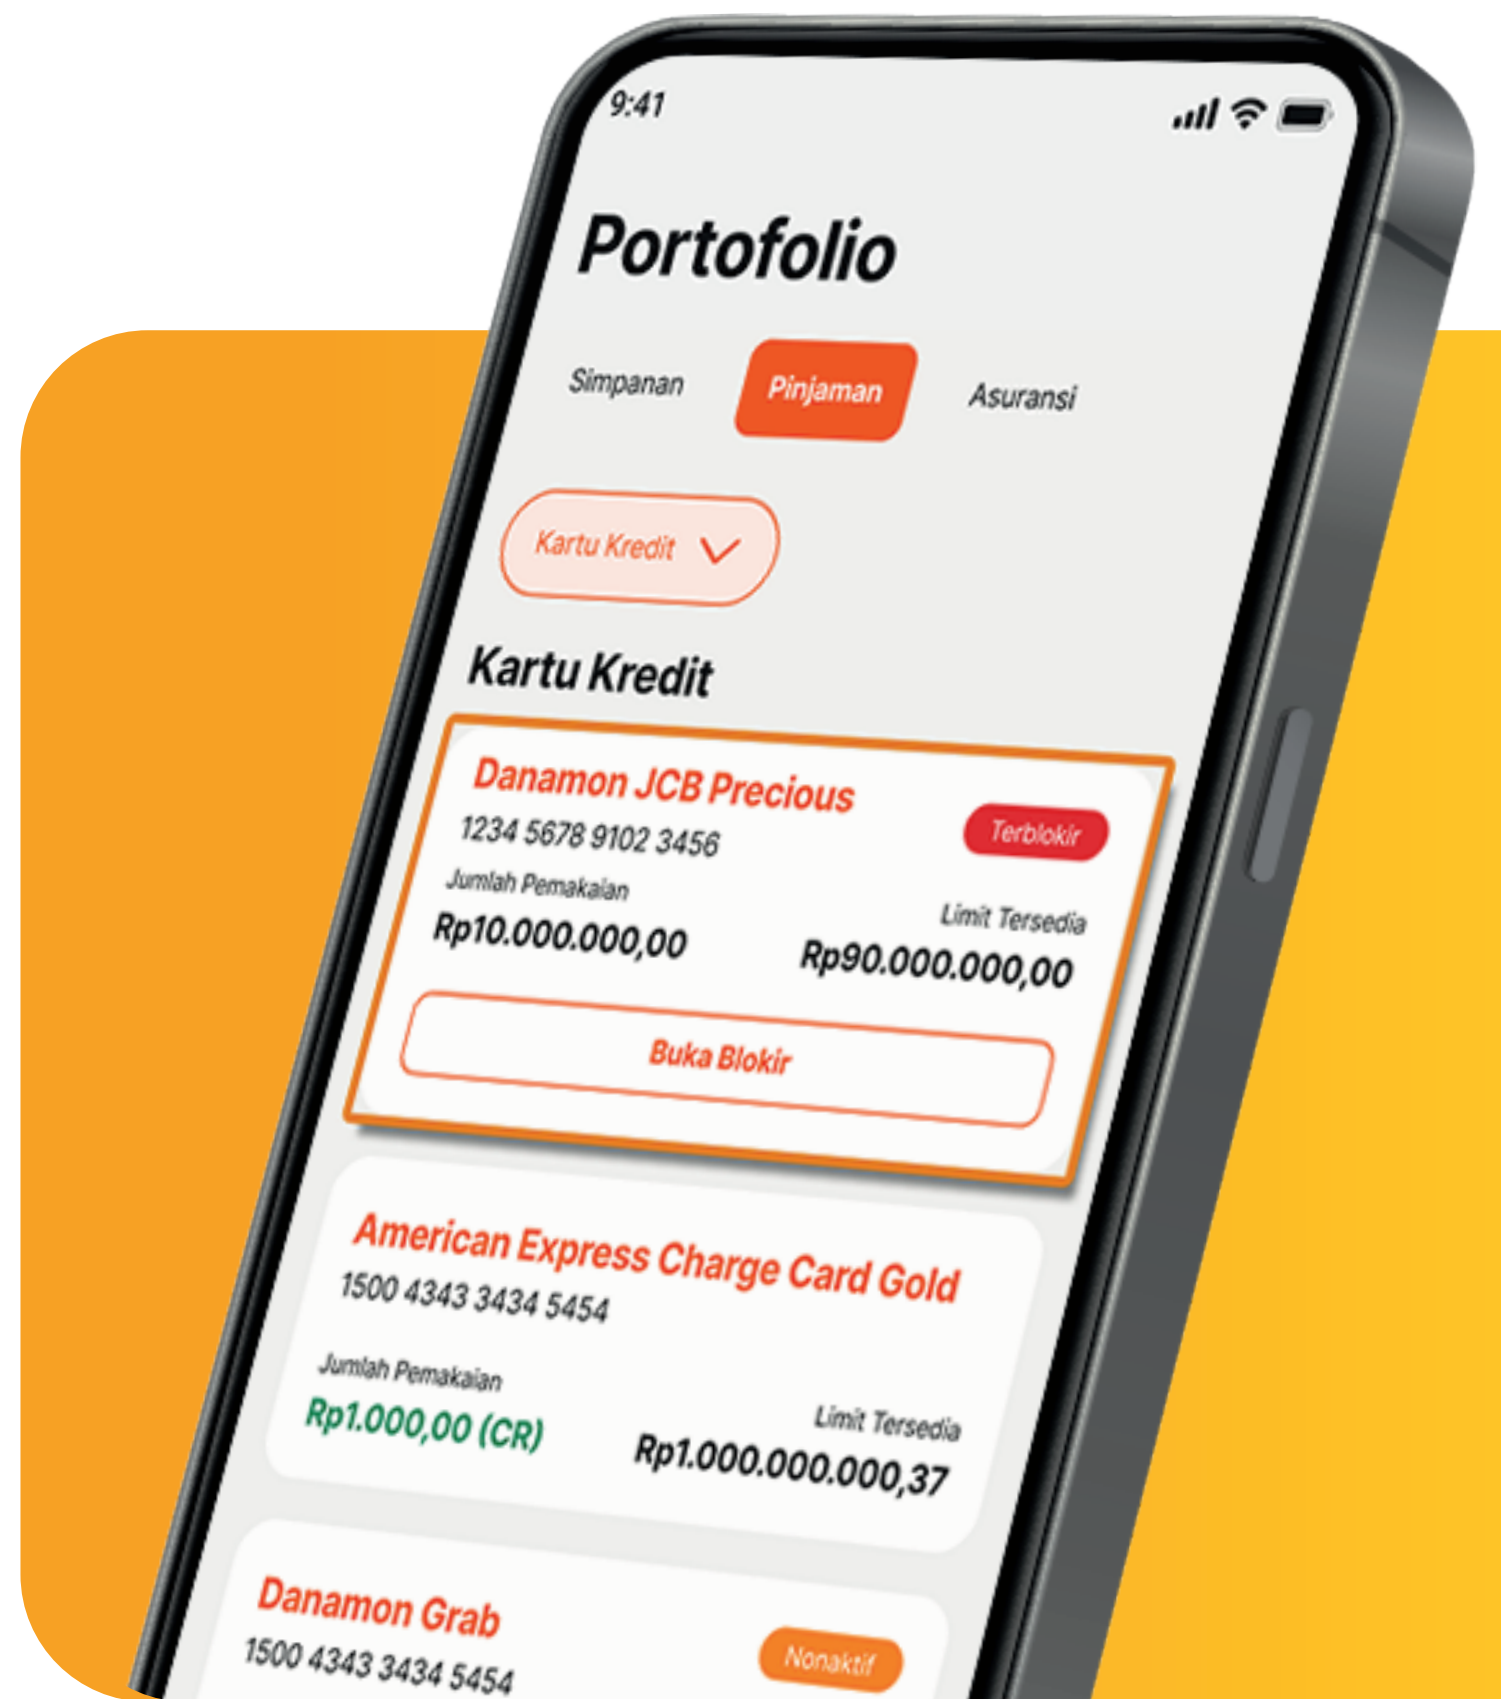 9:41
Portofolio
Simpanan
Pinjaman
Asuransi
Kartu Kredit
Kartu Kredit
Danamon JCB Precious
Terblokir
1234 5678 9102 3456
Jumlah Pemakaian
Limit Tersedia
Rp10.000.000,00
Rp90.000.000,00
Buka Blokir
American Express Charge Card Gold
1500 4343 3434 5454
Jumlah Pemakaian
Limit Tersedia
Rp1.000,00 (CR)
Rp1.000.000.000,37
Danamon Grab
Nonaktif
1500 4343 3434 5454